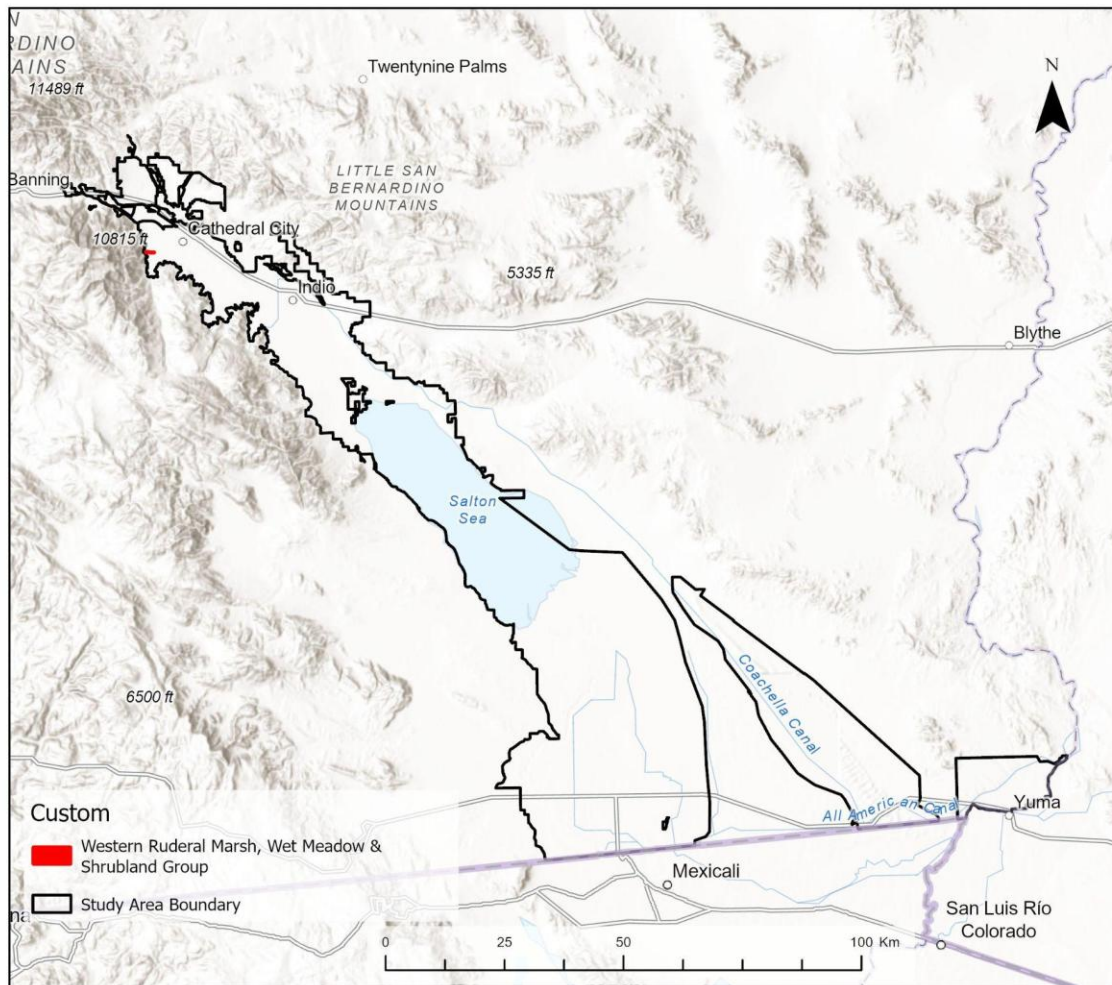 N
RDINO
AINS
11489 ft
Twentynine Palms
N
Banning
LITTLE SAN
BERNARDINO
MOUNTAINS
10815 ft
Cathedral City
5335 ft
Indio
Blythe
Salton
Sea
6500 ft
Coachella Canal
All American Canal
Yuma
Custom
Western Ruderal Marsh, Wet Meadow &
Shrubland Group
Study Area Boundary
na
Mexicali
San Luis Río
Colorado
0 25 50 100 Km